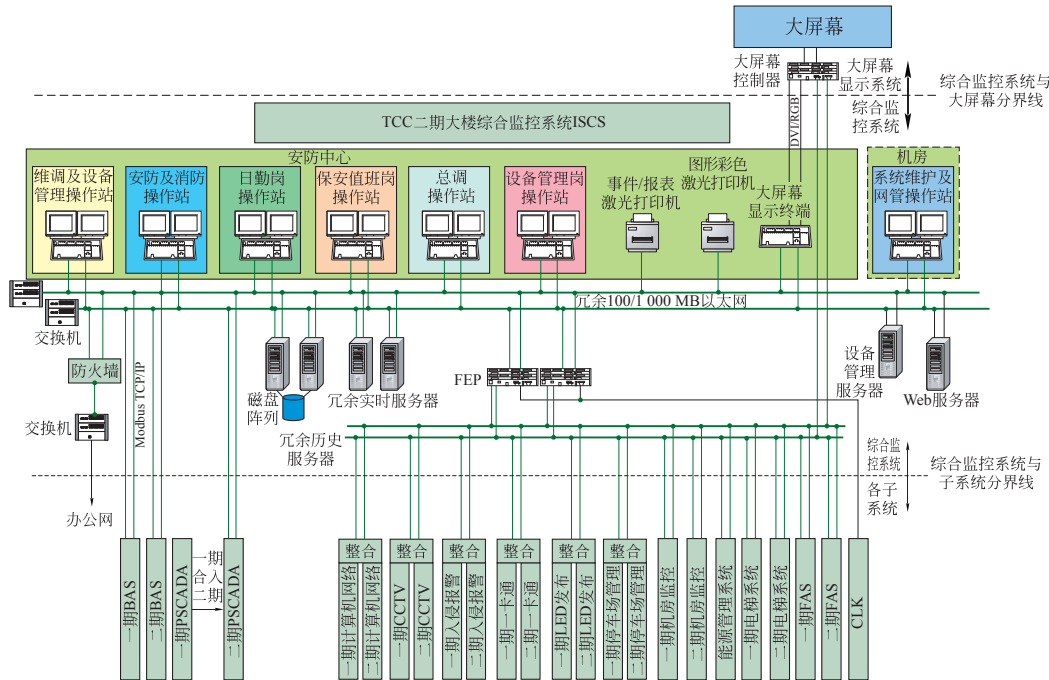 大屏幕
大屏幕
控制器
大屏幕
显示系统
综合监控系统与
大屏幕分界线
综合监
控系统
DVI/RGB
TCC二期大楼综合监控系统ISCS
安防中心
机房
维调及设备
管理操作站
安防及消防
操作站
日勤岗
操作站
保安值班岗
操作站
总调
操作站
设备管理岗
操作站
事件/报表
激光打印机
图形彩色
激光打印机
大屏幕
显示终端
系统维护及
网管操作站
冗余100/1 000 MB以太网
交换机
防火墙
交换机
办公网
Modbus TCP/IP
磁盘
阵列
冗余实时服务器
冗余历史
服务器
FEP
设备
管理
服务器
Web服务器
综合监
控系统
综合监控系统与
子系统分界线
各子
系统
一期BAS
二期BAS
一期PSCADA
一期
合入
二期
二期PSCADA
整合
一期计算机网络
二期计算机网络
整合
一期CCTV
二期CCTV
整合
一期入侵报警
二期入侵报警
整合
一期一卡通
二期一卡通
整合
一期LED发布
二期LED发布
整合
一期停车场管理
二期停车场管理
一期机房监控
二期机房监控
能源管理系统
一期电梯系统
二期电梯系统
一期FAS
二期FAS
CLK